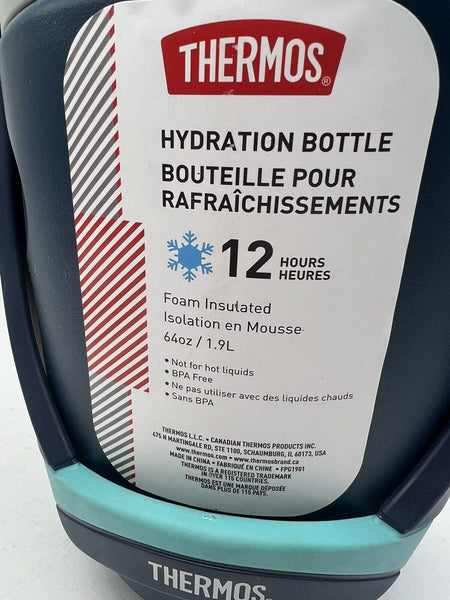 THERMOS®
HYDRATION BOTTLE
BOUTEILLE POUR
RAFRAÎCHISSEMENTS
12 HOURS
HEURES
Foam Insulated
Isolation en Mousse
64oz / 1.9L
• Not for hot liquids
• BPA Free
• Ne pas utiliser avec des liquides chauds
• Sans BPA
THERMOS L.L.C. • CANADIAN THERMOS PRODUCTS INC.
475 N MARTINGALE RD, STE 1100, SCHAUMBURG, IL 60173, USA
www.thermos.com • www.thermosbrand.ca
MADE IN CHINA • FABRIQUÉ EN CHINE • FPG1901
THERMOS IS A REGISTERED TRADEMARK
IN OVER 115 COUNTRIES.
THERMOS EST UNE MARQUE DÉPOSÉE
DANS PLUS DE 115 PAYS.
THERMOS.